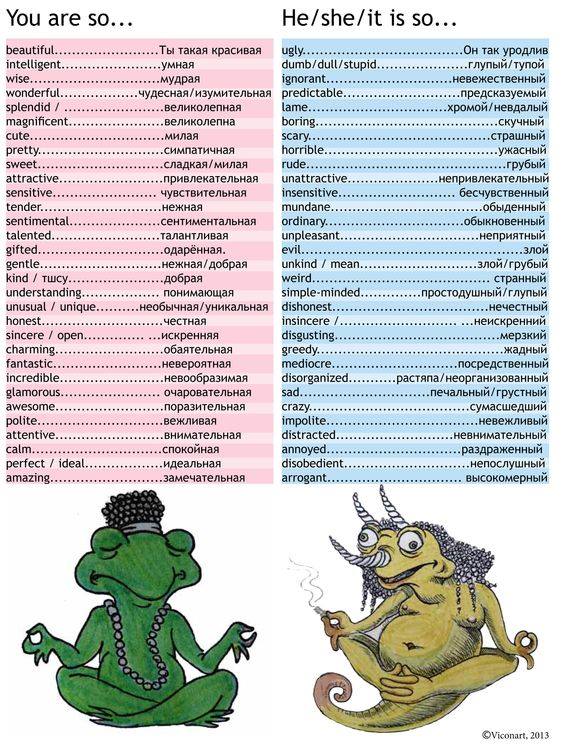 You are so...
beautiful.......................Ты такая красивая
intelligent......................умная
wise..............................мудрая
wonderful.................чудесная/изумительная
splendid / ......................великолепная
magnificent.....................великолепна
cute..............................милая
pretty............................симпатичная
sweet............................сладкая/милая
attractive.......................привлекательная
sensitive....................... чувствительная
tender...........................нежная
sentimental.....................сентиментальная
talented........................талантливая
gifted............................одарённая.
gentle...........................нежная/добрая
kind / тшсу.....................добрая
understanding................. понимающая
unusual / unique..........необычная/уникальная
honest...........................честная
sincere / open......... ...искренняя
charming........................обаятельная
fantastic........................невероятная
incredible.......................невообразимая
glamorous...................... очаровательная
awesome........................поразительная
polite............................вежливая
attentive........................внимательная
calm.............................спокойная
perfect / ideal.................идеальная
amazing.........................замечательная
He/she/it is so...
ugly...................................Он так уродлив
dumb/dull/stupid....................глупый/тупой
ignorant.................................невежественный
predictable............................предсказуемый
lame...............................хромой/невдалый
boring.....................................скучный
scary......................................страшный
horrible..................................ужасный
rude.......................................грубый
unattractive.......................непривлекательный
insensitive........................... бесчувственный
mundane................................обыденный
ordinary.................................обыкновенный
unpleasant.............................неприятный
evil.........................................злой
unkind / mean.........................злой/грубый
weird..................................... странный
simple-minded..................простодушный/глупый
dishonest................................нечестный
insincere /.......................... ...неискренний
disgusting...............................мерзкий
greedy....................................жадный
mediocre................................посредственный
disorganized...........растяпа/неорганизованный
sad...............................печальный/грустный
crazy.....................................сумасшедший
impolite.................................невежливый
distracted..............................невнимательный
annoyed.................................раздраженный
disobedient............................непослушный
arrogant................................ высокомерный
©Viconart, 2013